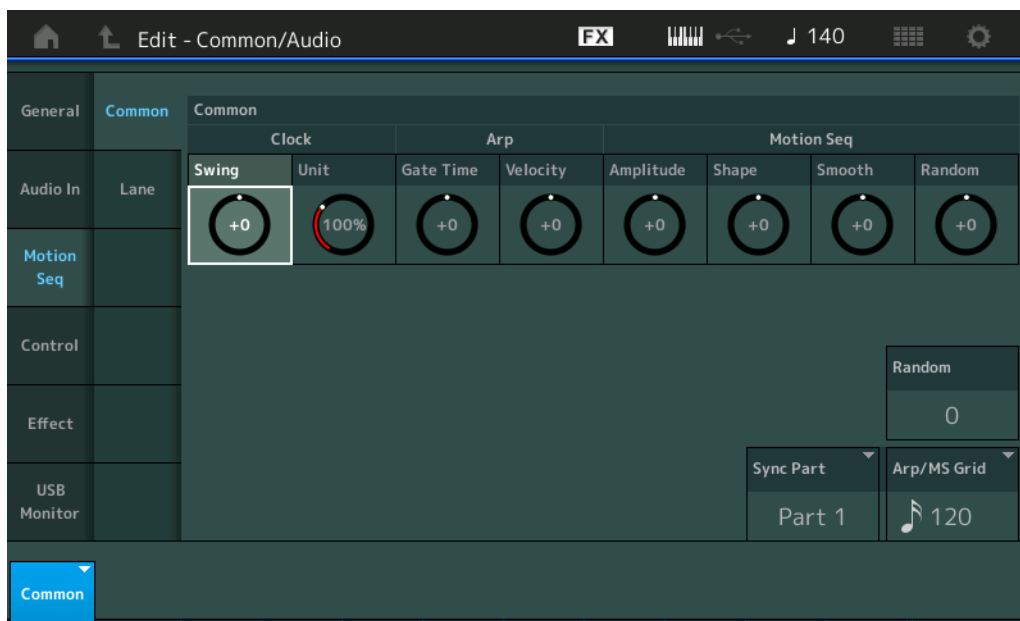 Edit - Common/Audio FX 140
General Common Common
Clock Arp Motion Seq
Swing Unit Gate Time Velocity Amplitude Shape Smooth Random
+0 100% +0 +0 +0 +0 +0 +0
Audio In Lane
Motion
Seq
Control
Random
0
Effect
Sync Part Arp/MS Grid
Part 1 120
USB
Monitor
Common